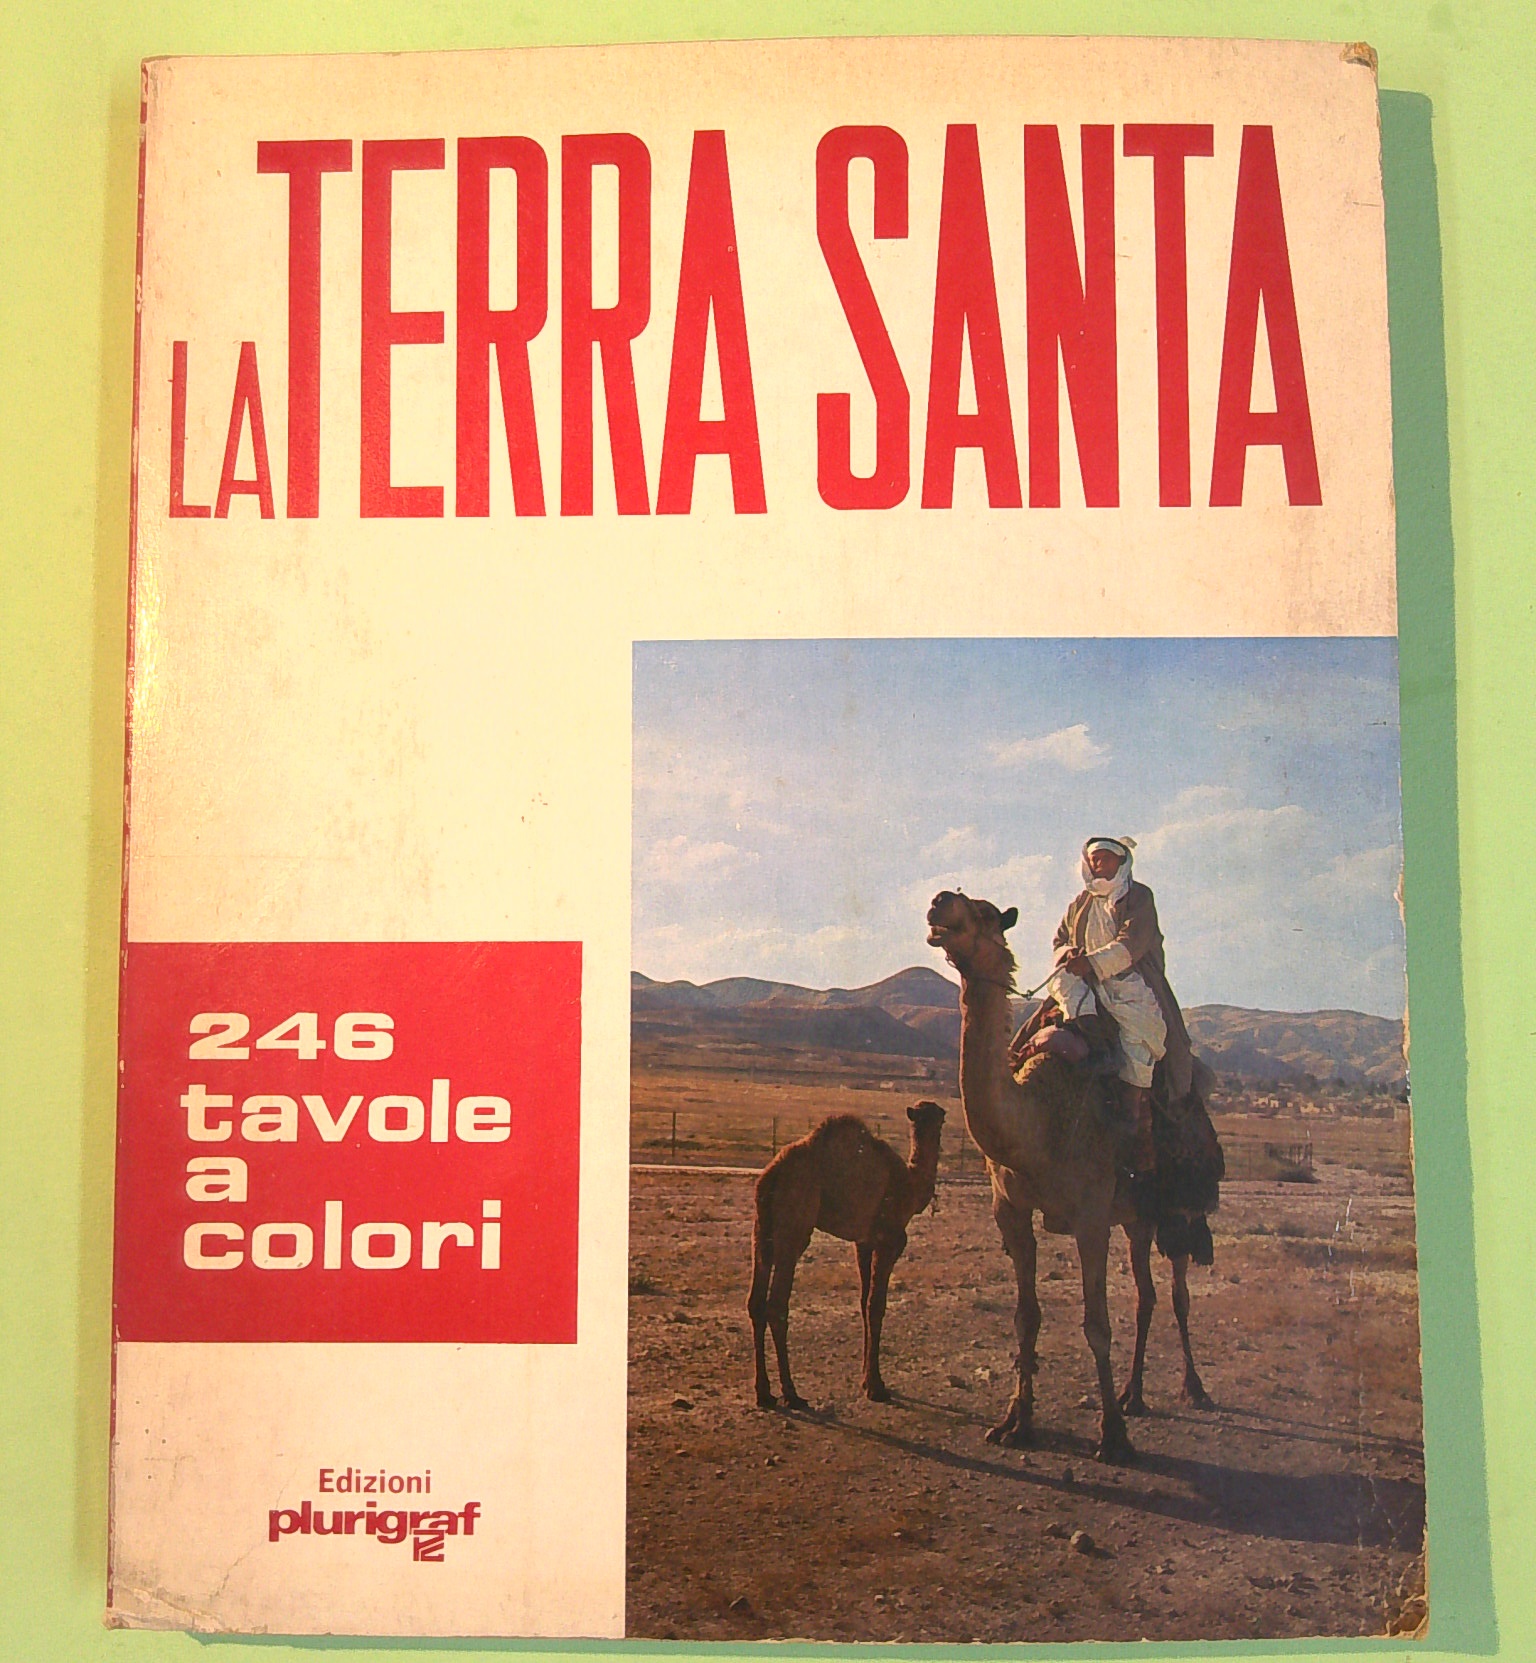 LA TERRA SANTA
246
tavole
a
colori
Edizioni
plurigraf